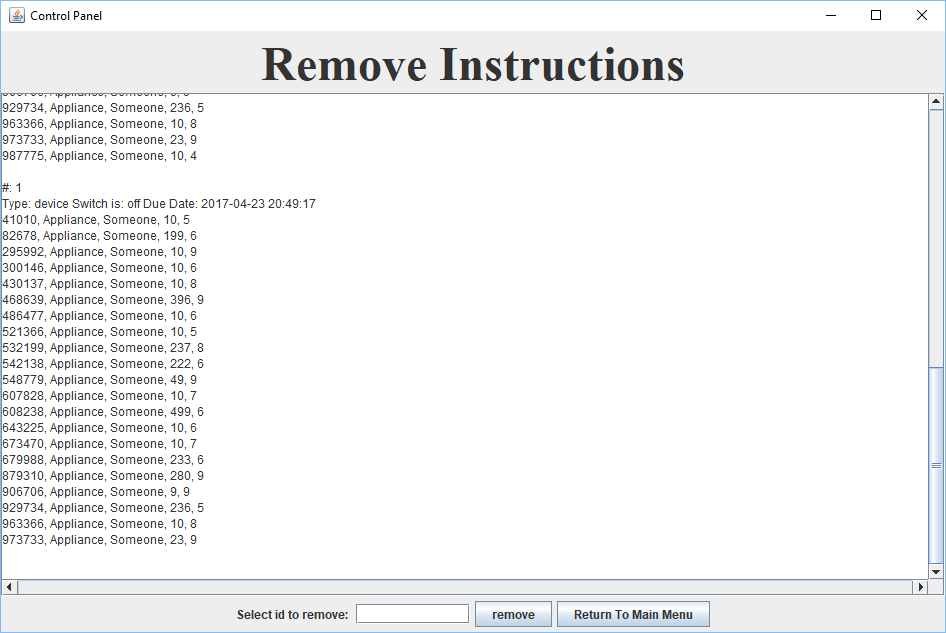 Control Panel
Remove Instructions
929734, Appliance, Someone, 236, 5
963366, Appliance, Someone, 10, 8
973733, Appliance, Someone, 23, 9
987775, Appliance, Someone, 10, 4
#: 1
Type: device Switch is: off Due Date: 2017-04-23 20:49:17
41010, Appliance, Someone, 10, 5
82678, Appliance, Someone, 199, 6
295992, Appliance, Someone, 10, 9
300146, Appliance, Someone, 10, 6
430137, Appliance, Someone, 10, 8
468639, Appliance, Someone, 396, 9
486477, Appliance, Someone, 10, 6
521366, Appliance, Someone, 10, 5
532199, Appliance, Someone, 237, 8
542138, Appliance, Someone, 222, 6
548779, Appliance, Someone, 49, 9
607828, Appliance, Someone, 10, 7
608238, Appliance, Someone, 499, 6
643225, Appliance, Someone, 10, 6
673470, Appliance, Someone, 10, 7
679988, Appliance, Someone, 233, 6
879310, Appliance, Someone, 280, 9
906706, Appliance, Someone, 9, 9
929734, Appliance, Someone, 236, 5
963366, Appliance, Someone, 10, 8
973733, Appliance, Someone, 23, 9
Select id to remove:
remove
Return To Main Menu